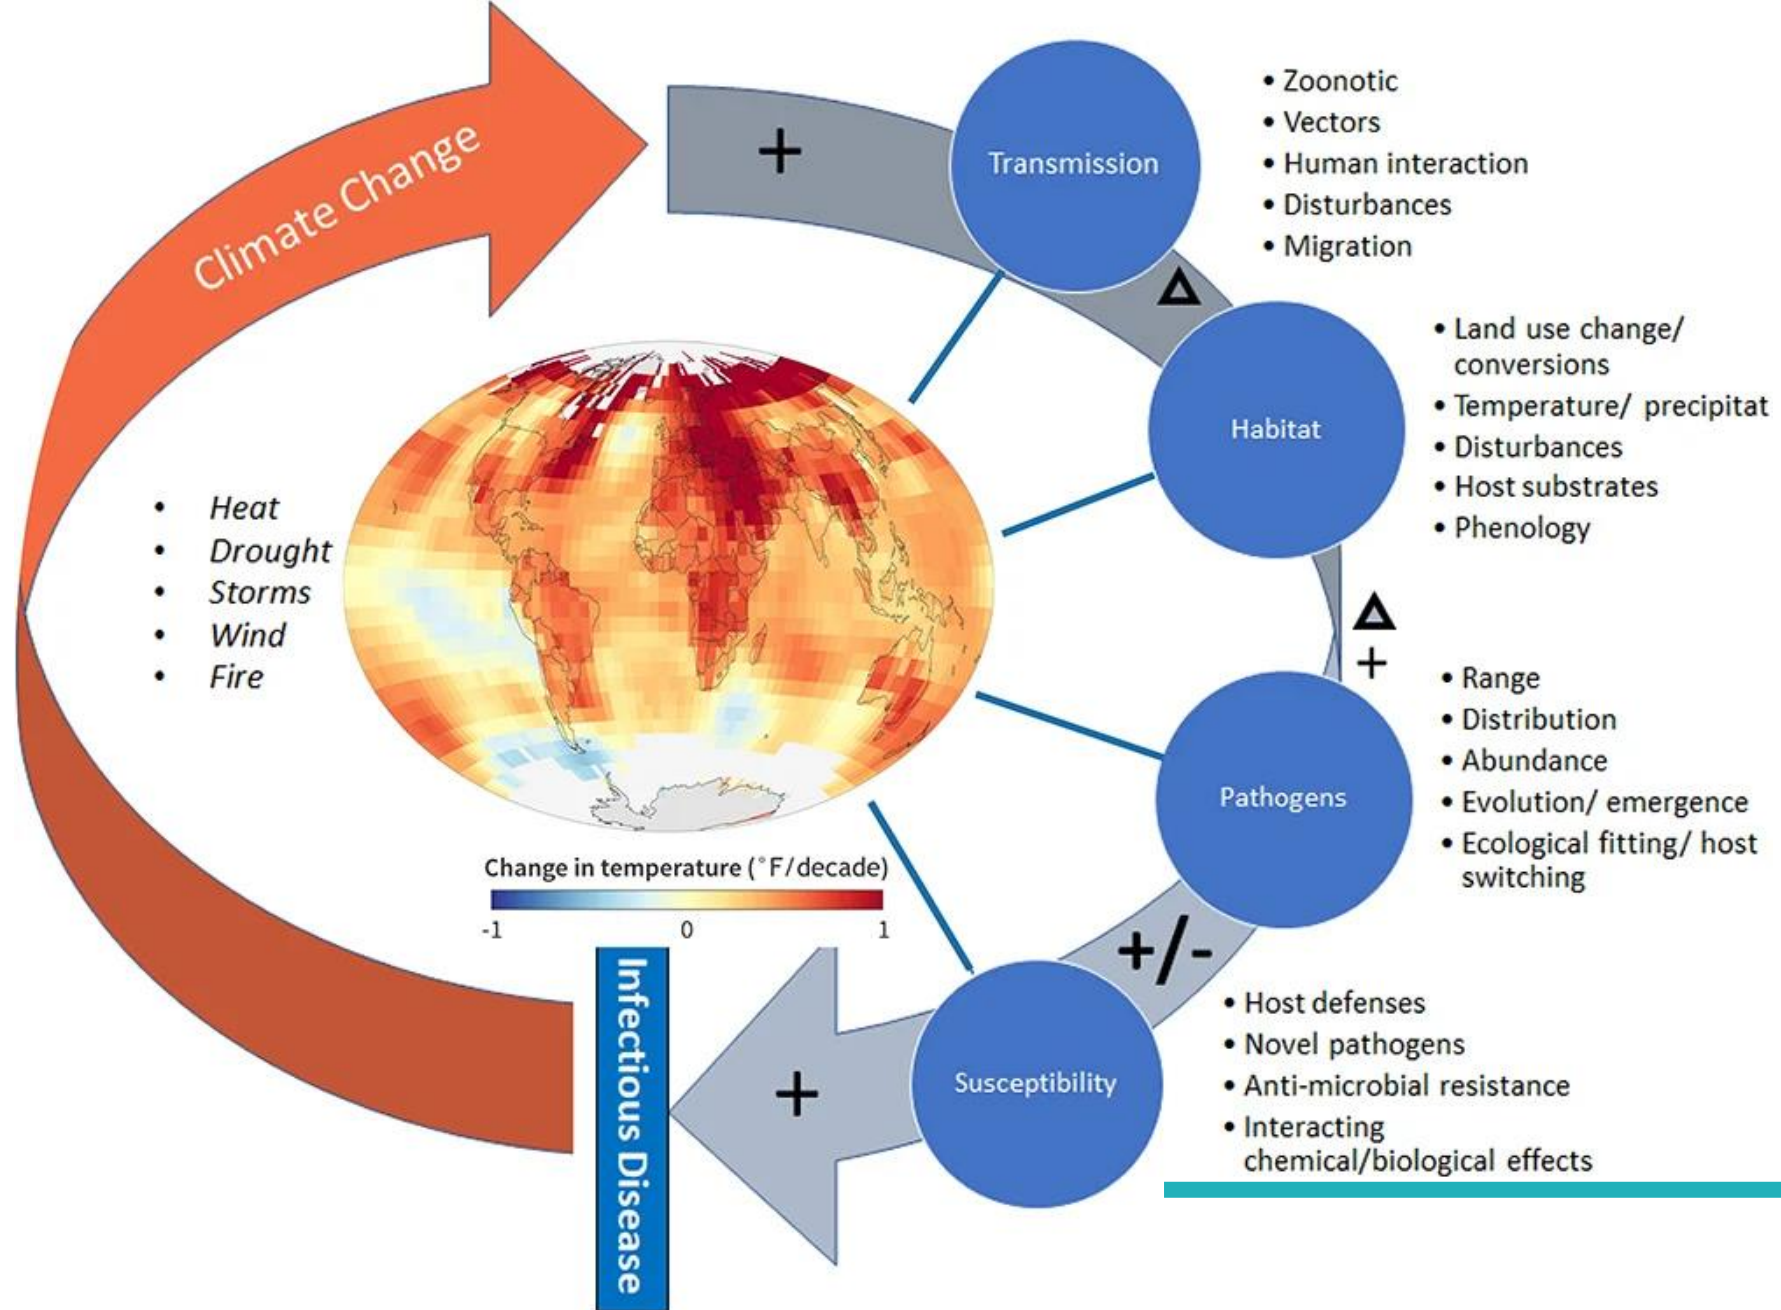 Climate Change
+
Transmission
• Zoonotic
• Vectors
• Human interaction
• Disturbances
• Migration
Δ
Habitat
• Land use change/
conversions
• Temperature/ precipitat
• Disturbances
• Host substrates
• Phenology
• Heat
• Drought
• Storms
• Wind
• Fire
Δ
+
Pathogens
• Range
• Distribution
• Abundance
• Evolution/ emergence
• Ecological fitting/ host
switching
Change in temperature (°F/decade)
-1 0 1
+/-
Susceptibility
• Host defenses
• Novel pathogens
• Anti-microbial resistance
• Interacting
chemical/biological effects
+
Infectious Disease